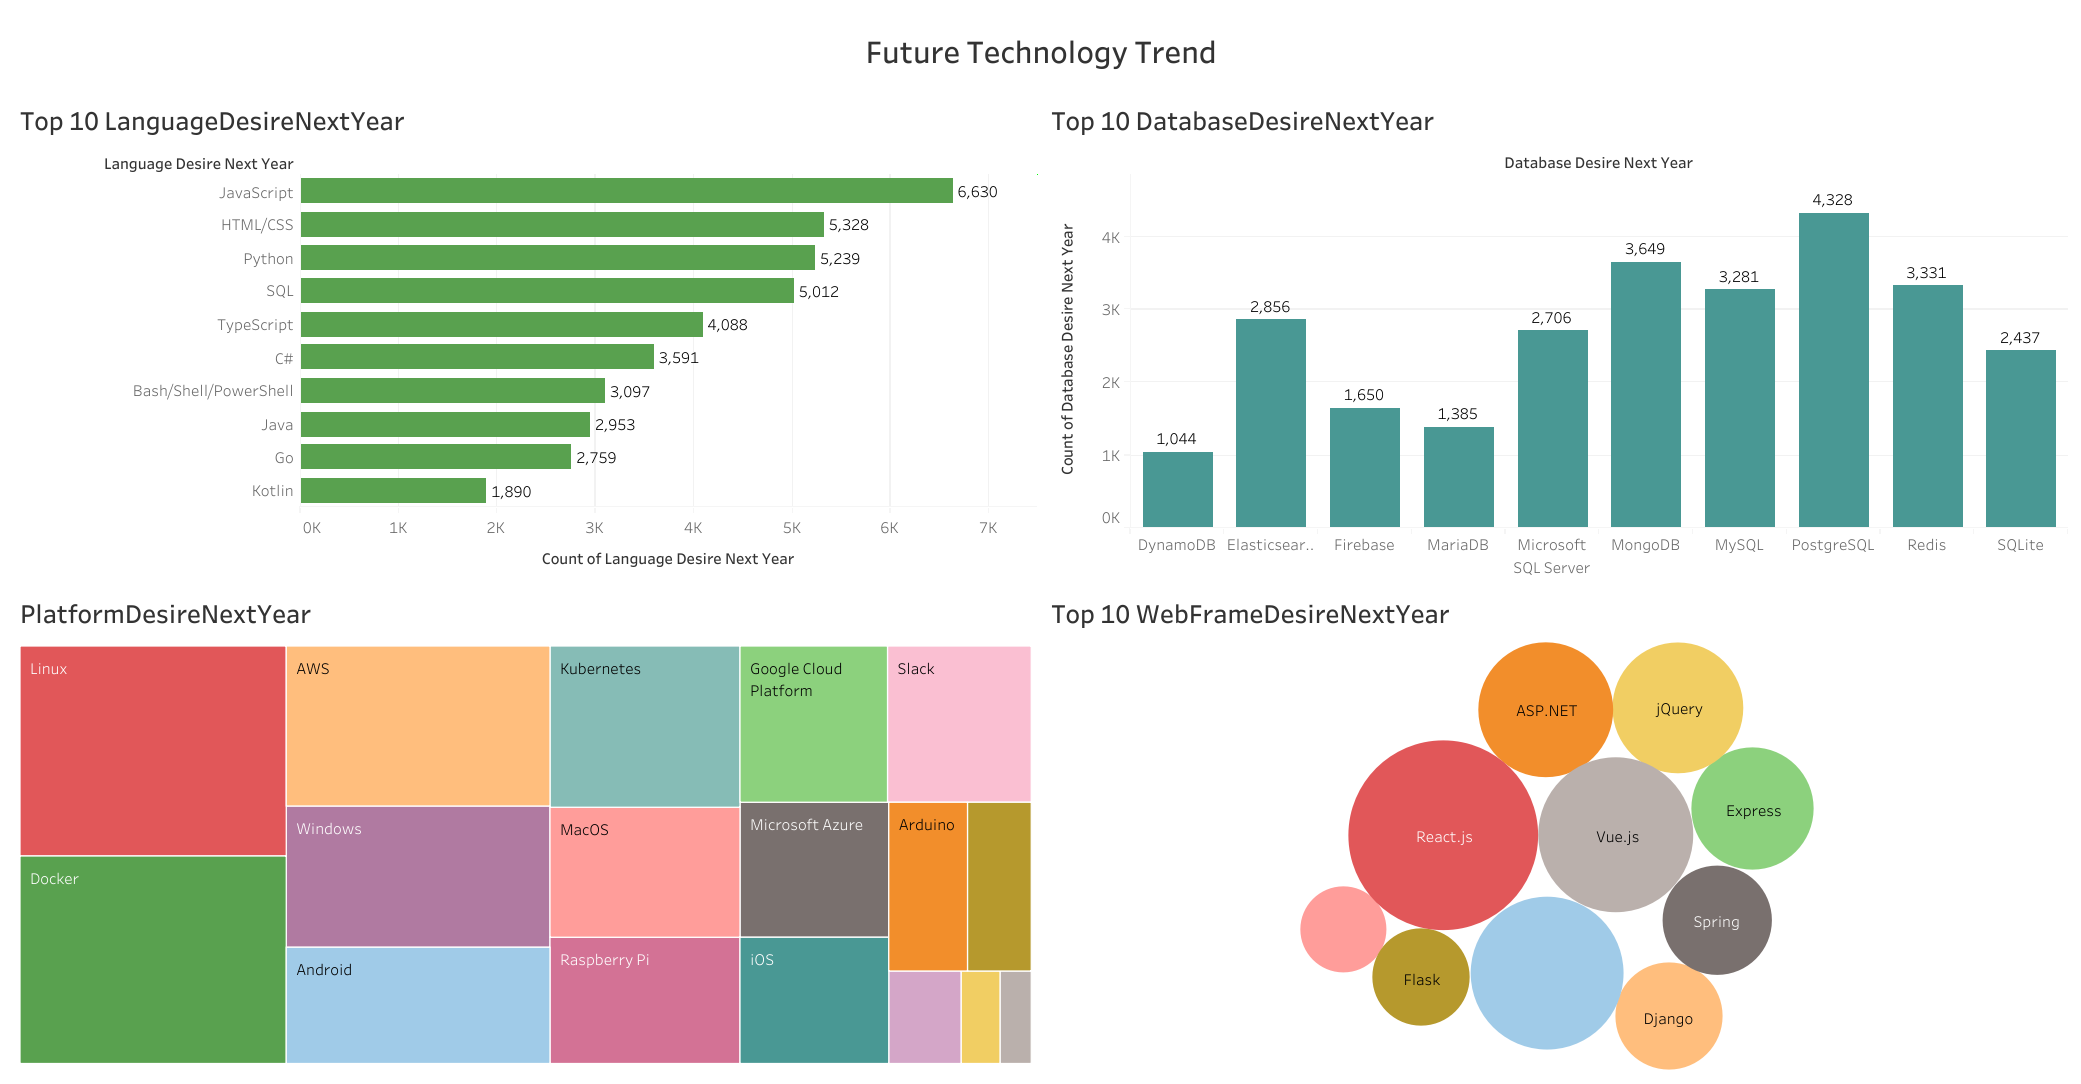 Future Technology Trend
Top 10 LanguageDesireNextYear
Language Desire Next Year
JavaScript 6,630
HTML/CSS 5,328
Python 5,239
SQL 5,012
TypeScript 4,088
C# 3,591
Bash/Shell/PowerShell 3,097
Java 2,953
Go 2,759
Kotlin 1,890
0K 1K 2K 3K 4K 5K 6K 7K
Count of Language Desire Next Year
Top 10 DatabaseDesireNextYear
Database Desire Next Year
Count of Database Desire Next Year
4K
3K
2K
1K
0K
1,044 2,856 1,650 1,385 2,706 3,649 3,281 4,328 3,331 2,437
DynamoDB Elasticsear.. Firebase MariaDB Microsoft MongoDB MySQL PostgreSQL Redis SQLite
SQL Server
PlatformDesireNextYear
Linux
Docker
AWS
Windows
Android
Kubernetes
MacOS
Raspberry Pi
Google Cloud
Platform
Microsoft Azure
iOS
Slack
Arduino
Top 10 WebFrameDesireNextYear
ASP.NET
jQuery
React.js
Vue.js
Express
Spring
Flask
Django